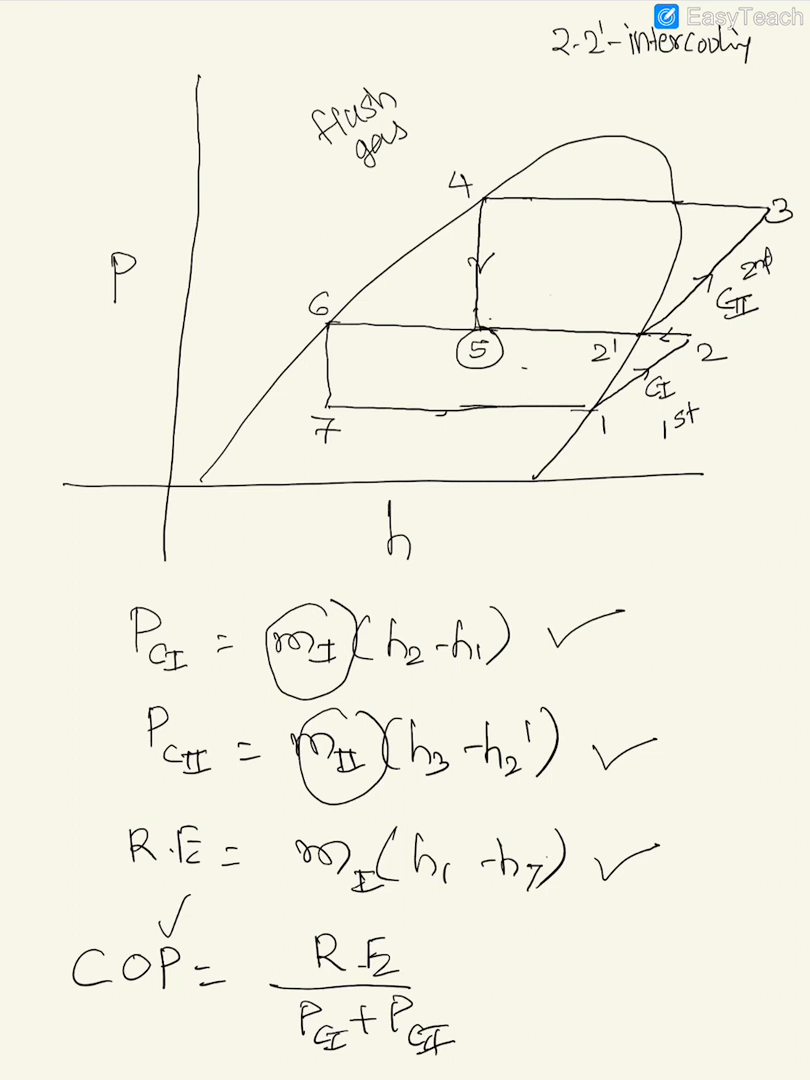 EasyTeach
2-2'-intercooling
flash
gas
4
3
P
2nd
CII
6
5
2'
2
CI
7
1
1st
h
PCI = mI (h2 - h1) ✓
PCII = mII (h3 - h2') ✓
R.E = mI (h1 - h7) ✓
✓
COP = R.E / PCI + PCII